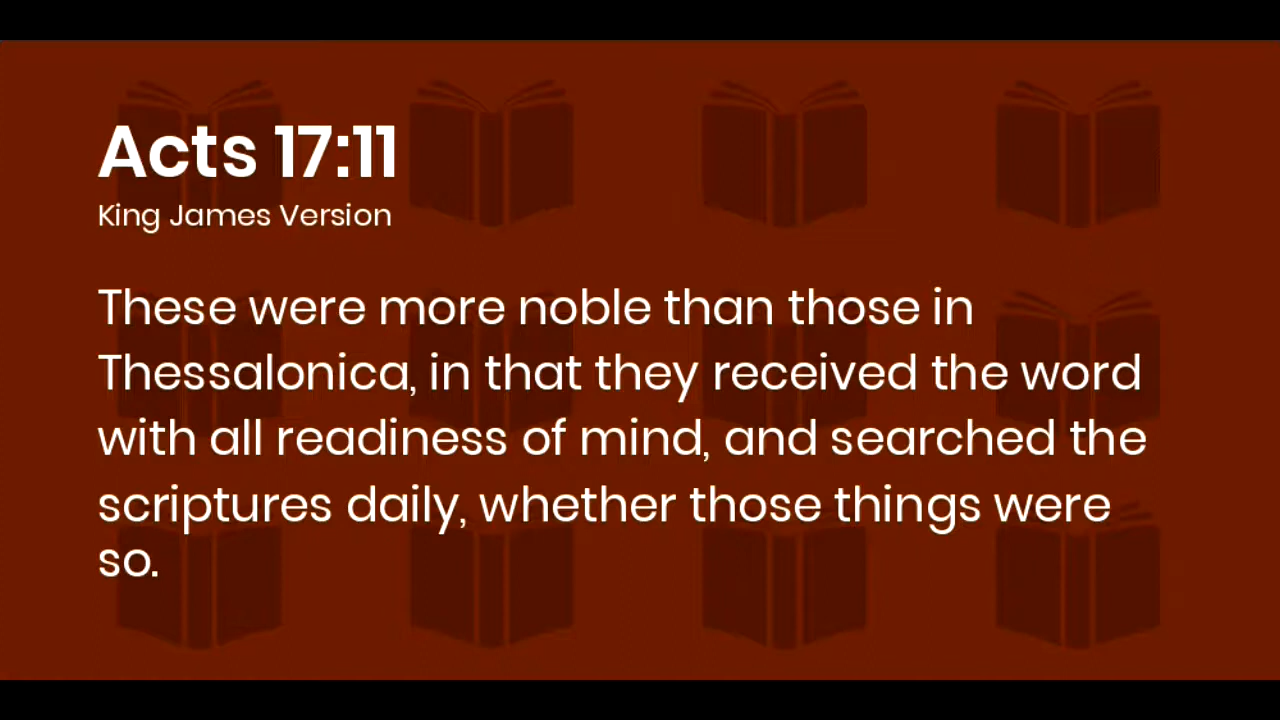 Acts 17:11
King James Version
These were more noble than those in
Thessalonica, in that they received the word
with all readiness of mind, and searched the
scriptures daily, whether those things were
so.